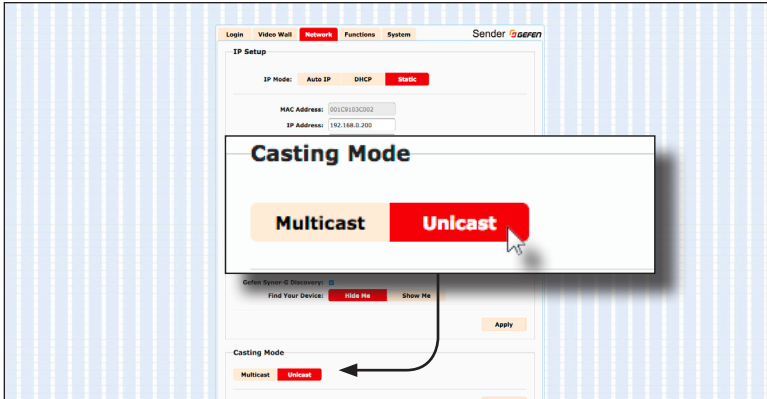 Login Video Wall Network Functions System Sender GEFEN
IP Setup
IP Mode: Auto IP DHCP Static
MAC Address: 001C9103C002
IP Address: 192.168.0.200
Casting Mode
Multicast Unicast
Gefen Syner-G Discovery:
Find Your Device: Hide Me Show Me
Apply
Casting Mode
Multicast Unicast